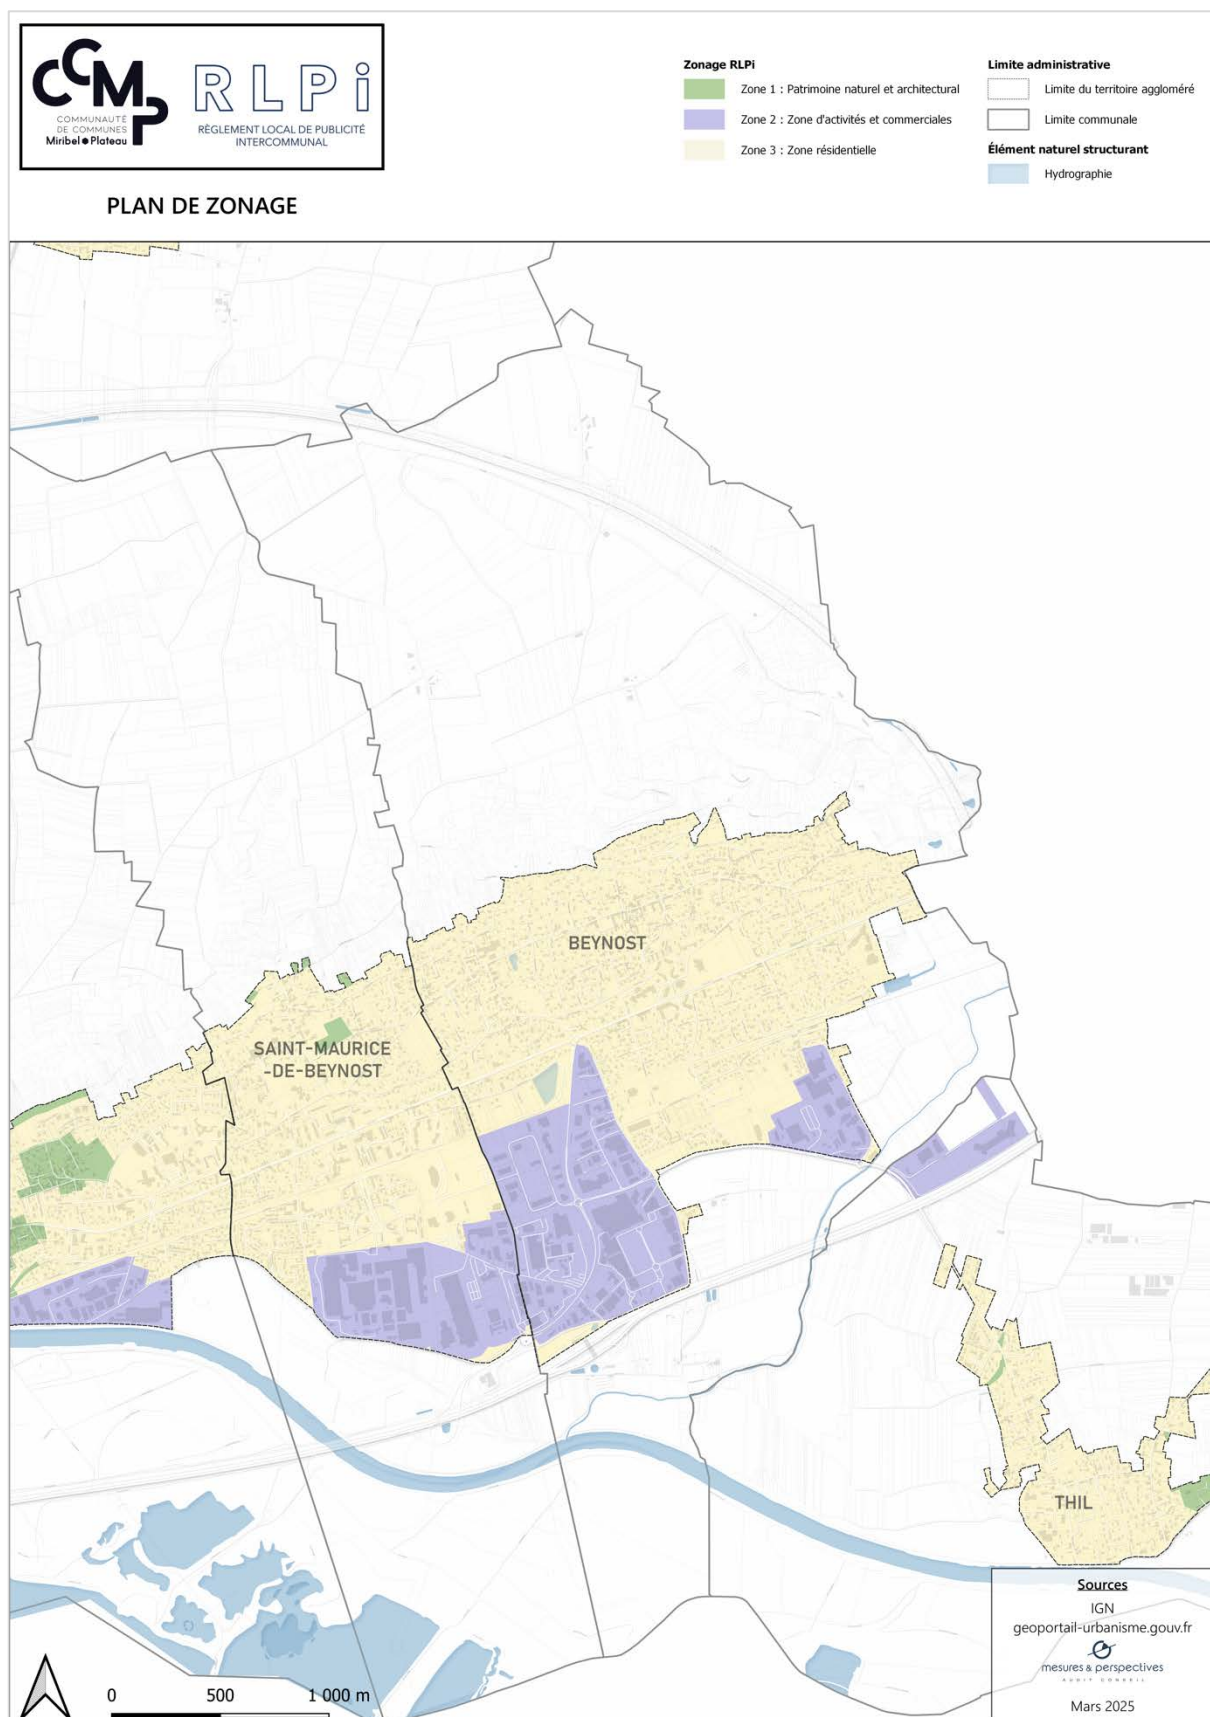 CCMP
COMMUNAUTÉ
DE COMMUNES
Miribel Plateau
RLPi
RÈGLEMENT LOCAL DE PUBLICITÉ
INTERCOMMUNAL
PLAN DE ZONAGE
Zonage RLPi
Zone 1 : Patrimoine naturel et architectural
Zone 2 : Zone d'activités et commerciales
Zone 3 : Zone résidentielle
Limite administrative
Limite du territoire aggloméré
Limite communale
Élément naturel structurant
Hydrographie
BEYNOST
SAINT-MAURICE
-DE-BEYNOST
THIL
Sources
IGN
geoportail-urbanisme.gouv.fr
mesures & perspectives
AUDIT CONSEIL
Mars 2025
0 500 1 000 m